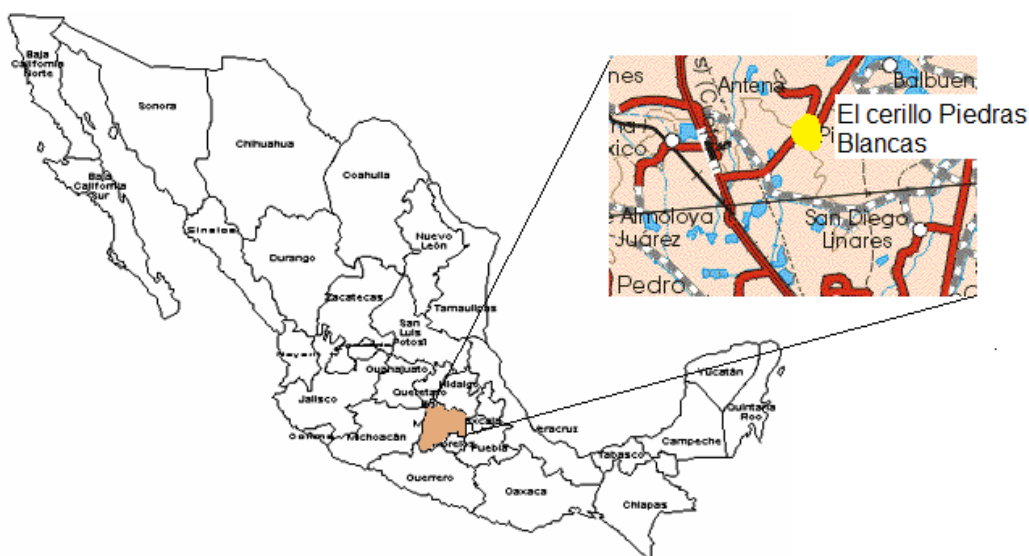 Baja
California
Norte
Sonora
Chihuahua
Coahuila
Baja
California
Sur
Sinaloa
Nuevo
León
Durango
Zacatecas
Tamaulipas
San Luis
Potosí
Guanajuato
Hidalgo
Querétaro
Jalisco
Michoacán
Morelos
Puebla
Veracruz
Guerrero
Oaxaca
Tabasco
Chiapas
Campeche
Yucatán
Quintana
Roo
nes
Antena
Balbuen
El cerillo Piedras
Blancas
xico
Almoloya
Juárez
San Diego
Linares
Pedro